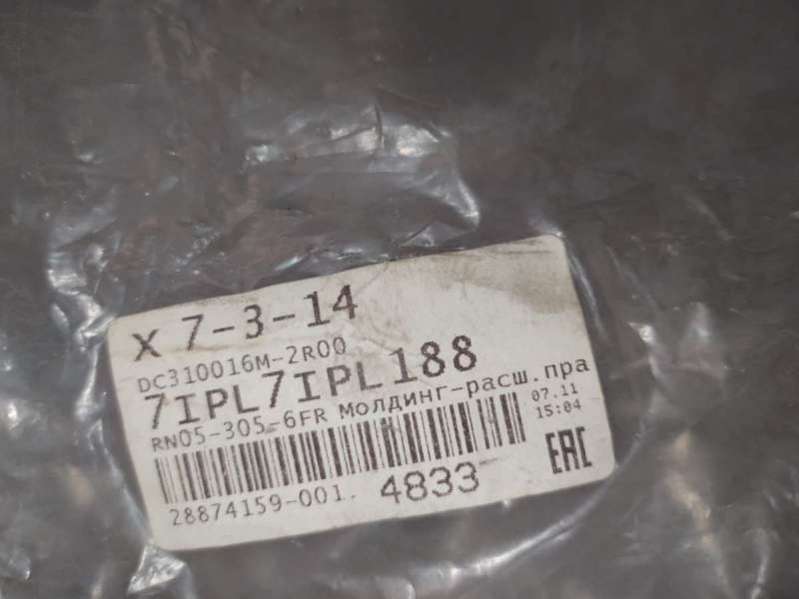 X 7-3-14
DC310016M-2R00
7IPL7IPL188
RN05-305-6FR Молдинг-расш.пра
07.11
15:04
28874159-001. 4833
EAC